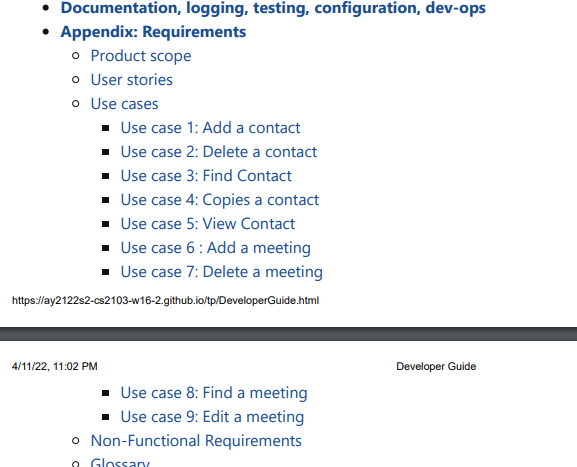 Documentation, logging, testing, configuration, dev-ops
Appendix: Requirements
Product scope
User stories
Use cases
Use case 1: Add a contact
Use case 2: Delete a contact
Use case 3: Find Contact
Use case 4: Copies a contact
Use case 5: View Contact
Use case 6 : Add a meeting
Use case 7: Delete a meeting
https://ay2122s2-cs2103-w16-2.github.io/tp/DeveloperGuide.html
4/11/22, 11:02 PM Developer Guide
Use case 8: Find a meeting
Use case 9: Edit a meeting
Non-Functional Requirements
Glossary